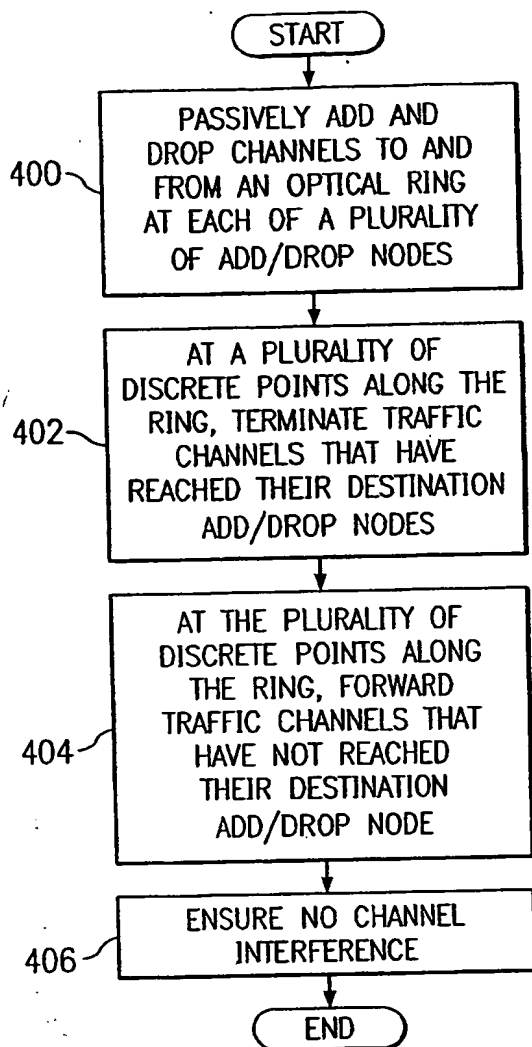 START
400
PASSIVELY ADD AND
DROP CHANNELS TO AND
FROM AN OPTICAL RING
AT EACH OF A PLURALITY
OF ADD/DROP NODES
402
AT A PLURALITY OF
DISCRETE POINTS ALONG THE
RING, TERMINATE TRAFFIC
CHANNELS THAT HAVE
REACHED THEIR DESTINATION
ADD/DROP NODES
404
AT THE PLURALITY OF
DISCRETE POINTS ALONG
THE RING, FORWARD
TRAFFIC CHANNELS THAT
HAVE NOT REACHED
THEIR DESTINATION
ADD/DROP NODE
406
ENSURE NO CHANNEL
INTERFERENCE
END